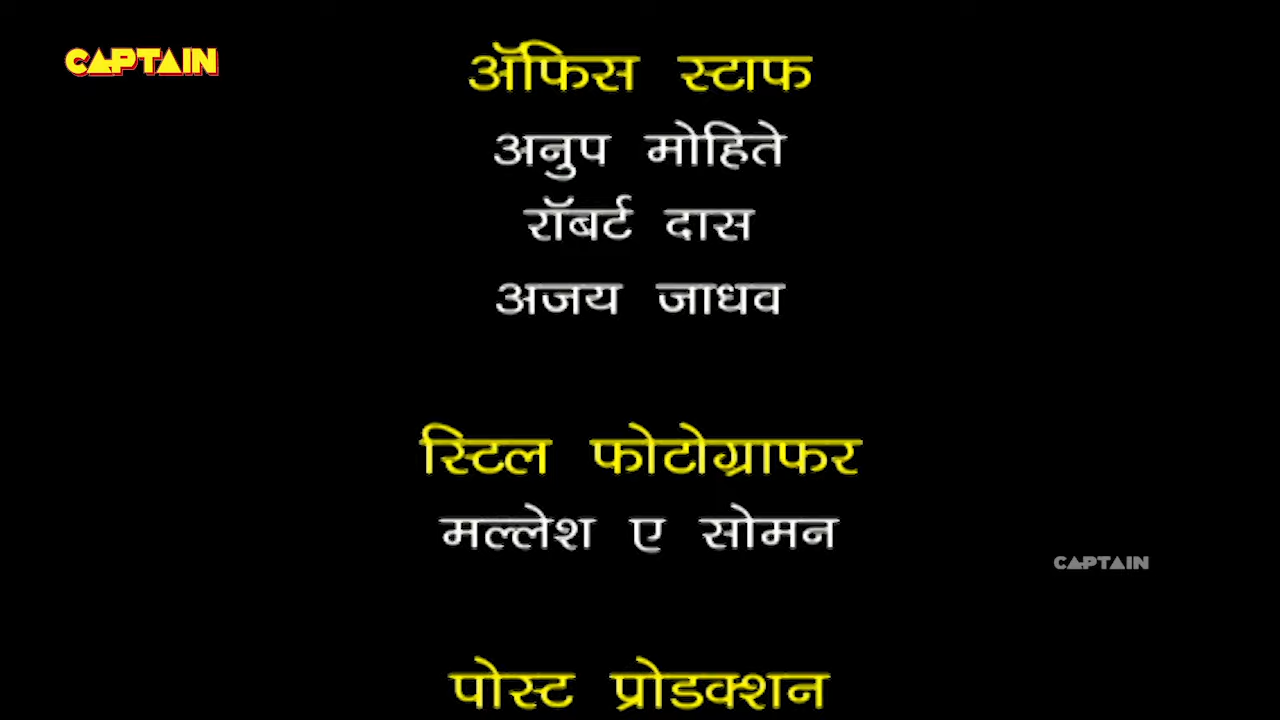 CAPTAIN
ऑफिस स्टाफ
अनुप मोहिते
रॉबर्ट दास
अजय जाधव
स्टिल फोटोग्राफर
मल्लेश ए सोमन
CAPTAIN
पोस्ट प्रोडक्शन